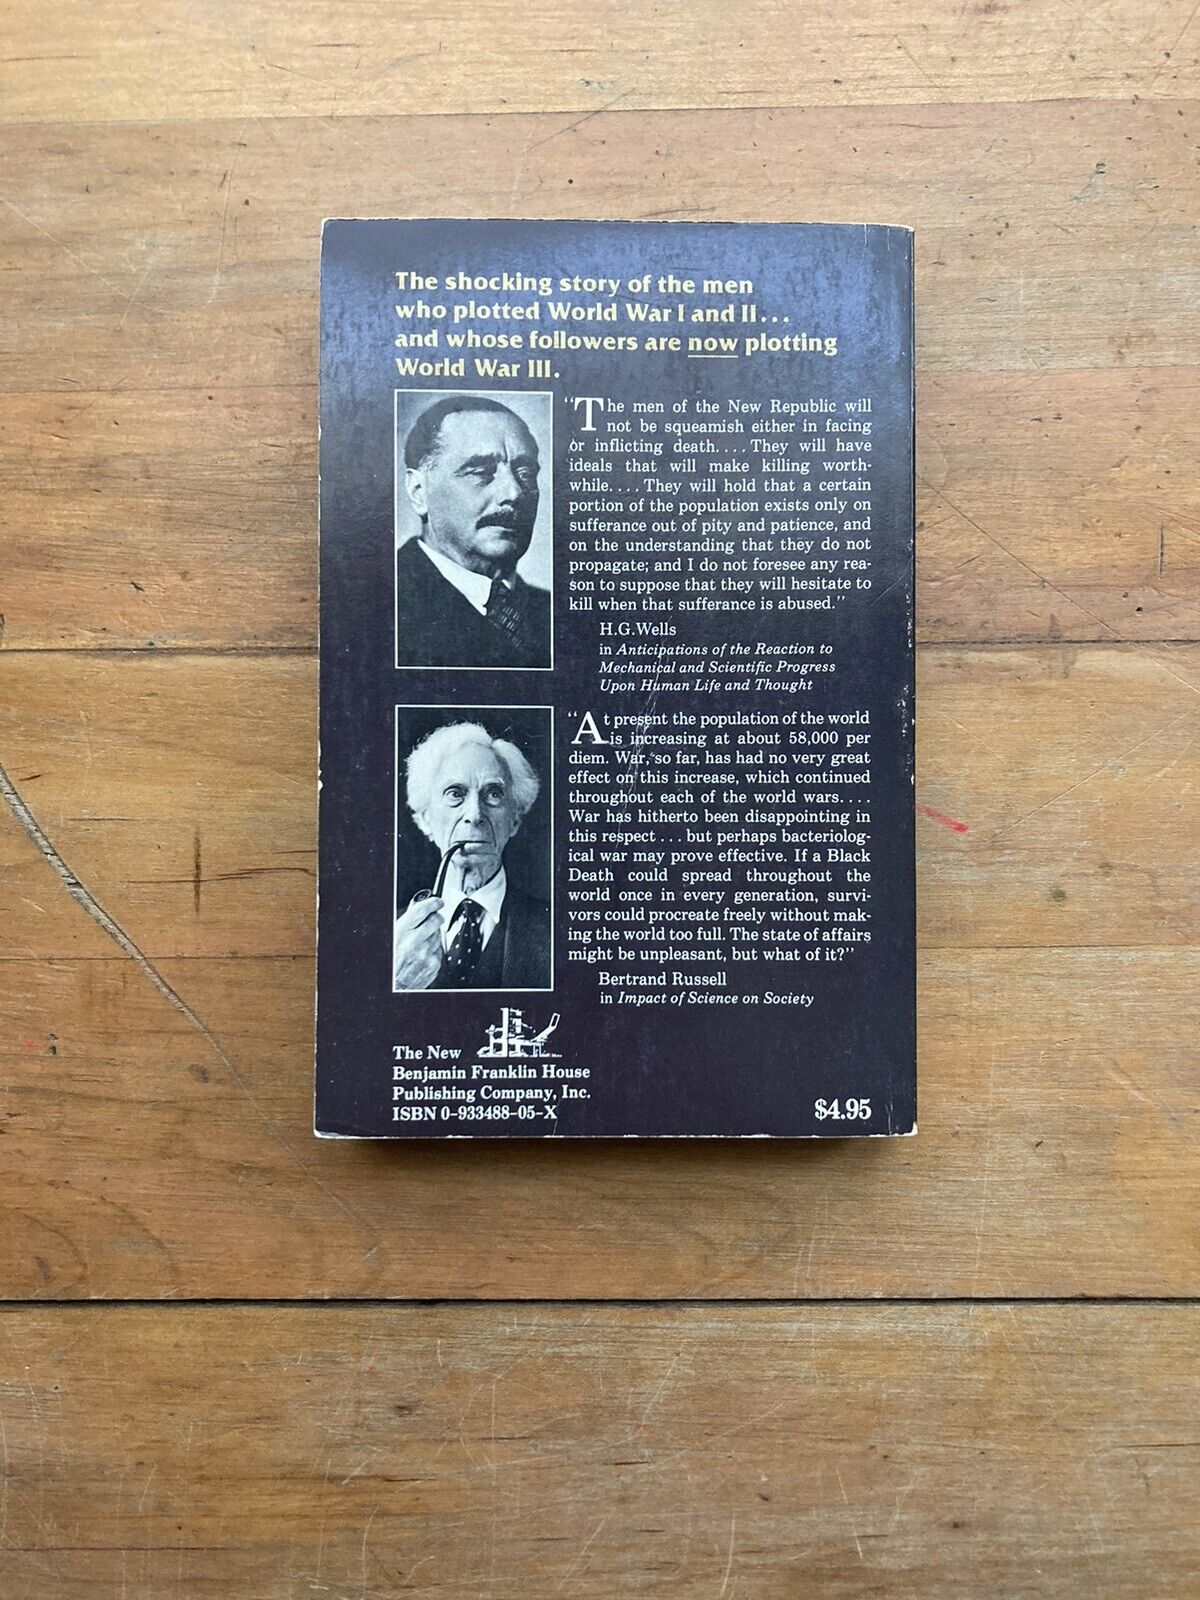 The shocking story of the men
who plotted World War I and II...
and whose followers are now plotting
World War III.
“The men of the New Republic will
not be squeamish either in facing
or inflicting death.... They will have
ideals that will make killing worth-
while.... They will hold that a certain
portion of the population exists only on
sufferance out of pity and patience, and
on the understanding that they do not
propagate; and I do not foresee any rea-
son to suppose that they will hesitate to
kill when that sufferance is abused.”
H.G.Wells
in Anticipations of the Reaction to
Mechanical and Scientific Progress
Upon Human Life and Thought
“At present the population of the world
is increasing at about 58,000 per
diem. War, so far, has had no very great
effect on this increase, which continued
throughout each of the world wars....
War has hitherto been disappointing in
this respect... but perhaps bacteriolog-
ical war may prove effective. If a Black
Death could spread throughout the
world once in every generation, survi-
vors could procreate freely without mak-
ing the world too full. The state of affairs
might be unpleasant, but what of it?”
Bertrand Russell
in Impact of Science on Society
The New
Benjamin Franklin House
Publishing Company, Inc.
ISBN 0-933488-05-X
$4.95